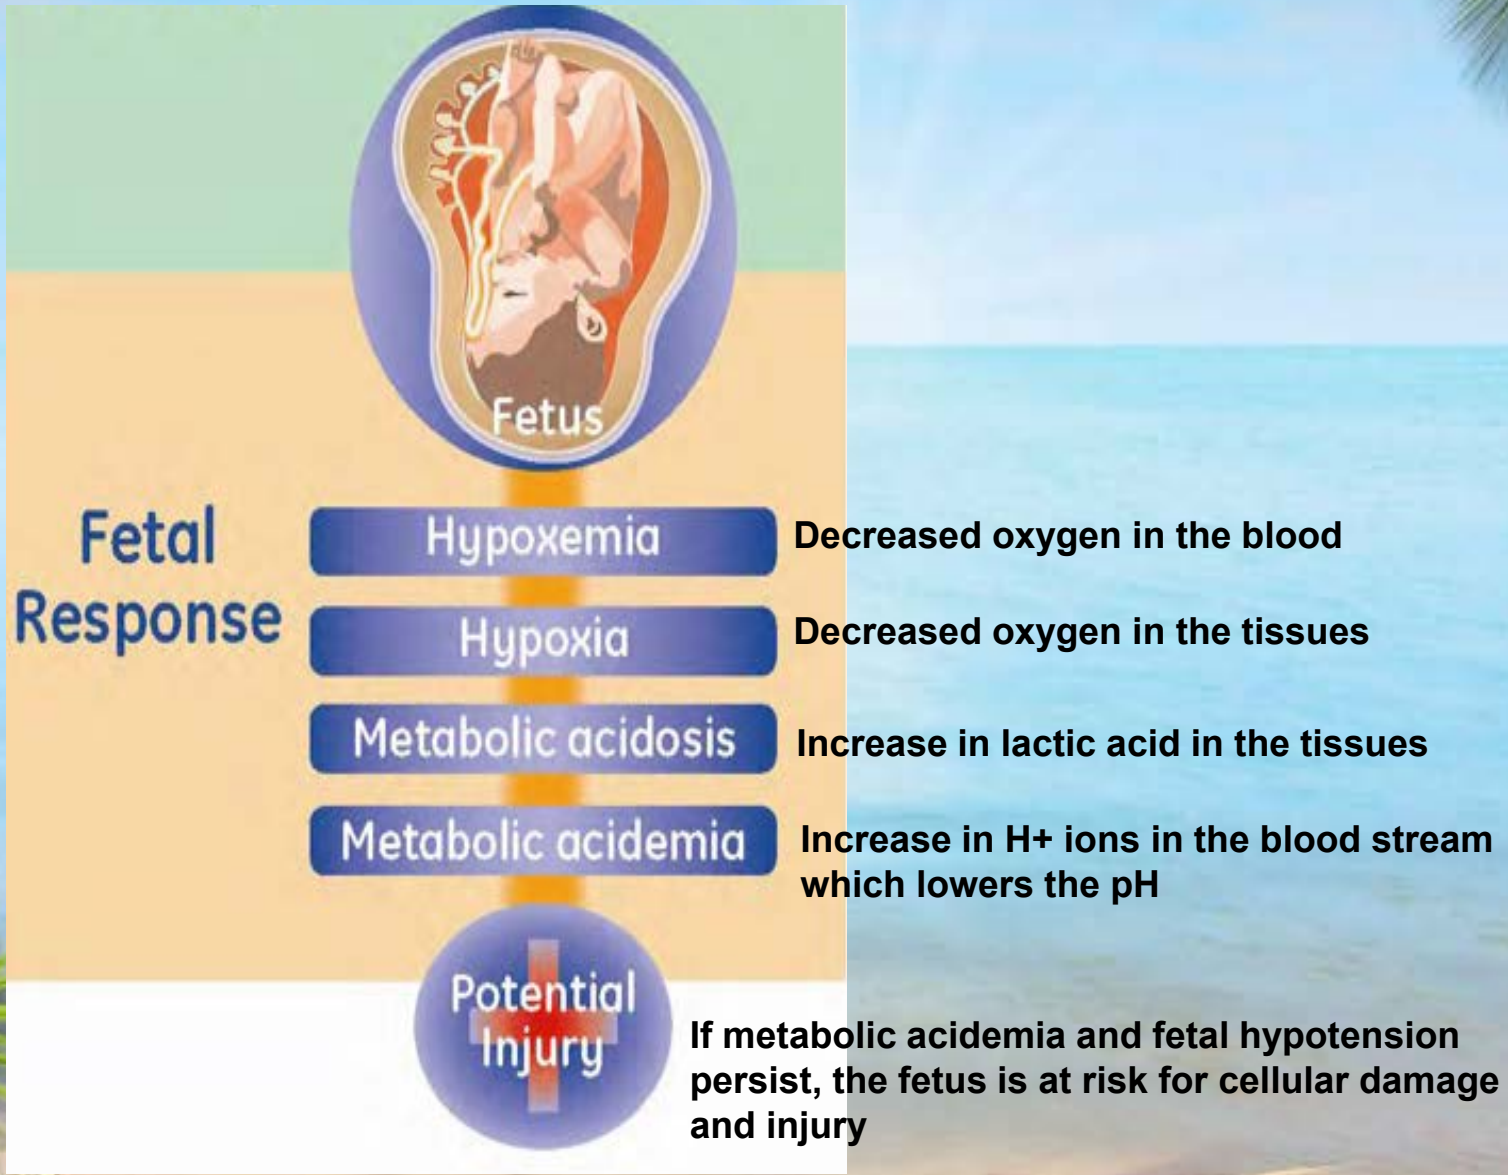 Fetus
Fetal
Response
Hypoxemia
Decreased oxygen in the blood
Hypoxia
Decreased oxygen in the tissues
Metabolic acidosis
Increase in lactic acid in the tissues
Metabolic acidemia
Increase in H+ ions in the blood stream
which lowers the pH
Potential
Injury
If metabolic acidemia and fetal hypotension
persist, the fetus is at risk for cellular damage
and injury